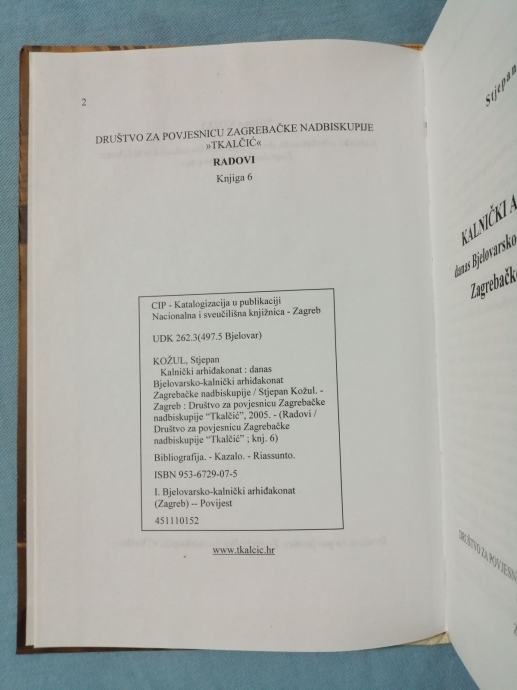 2
DRUŠTVO ZA POVJESNICU ZAGREBAČKE NADBISKUPIJE
»TKALČIĆ«
RADOVI
Knjiga 6
CIP - Katalogizacija u publikaciji
Nacionalna i sveučilišna knjižnica - Zagreb
UDK 262.3(497.5 Bjelovar)
KOŽUL, Stjepan
Kalnički arhiđakonat : danas
Bjelovarsko-kalnički arhiđakonat
Zagrebačke nadbiskupije / Stjepan Kožul. -
Zagreb : Društvo za povjesnicu Zagrebačke
nadbiskupije "Tkalčić", 2005. - (Radovi /
Društvo za povjesnicu Zagrebačke
nadbiskupije "Tkalčić" ; knj. 6)
Bibliografija. - Kazalo. - Riassunto.
ISBN 953-6729-07-5
I. Bjelovarsko-kalnički arhiđakonat
(Zagreb) -- Povijest
451110152
www.tkalcic.hr
Stjepan
KALNIČKI A
danas Bjelovarsko
Zagrebačke
DRUŠTVO ZA POVJESN